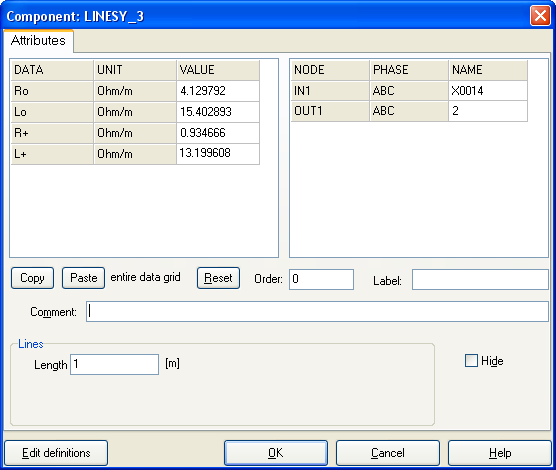 Component: LINESY_3
Attributes
DATA UNIT VALUE
Ro Ohm/m 4.129792
Lo Ohm/m 15.402893
R+ Ohm/m 0.934666
L+ Ohm/m 13.199608
NODE PHASE NAME
IN1 ABC X0014
OUT1 ABC 2
Copy Paste entire data grid Reset Order: 0 Label:
Comment:
Lines
Length 1 [m]
Hide
Edit definitions OK Cancel Help